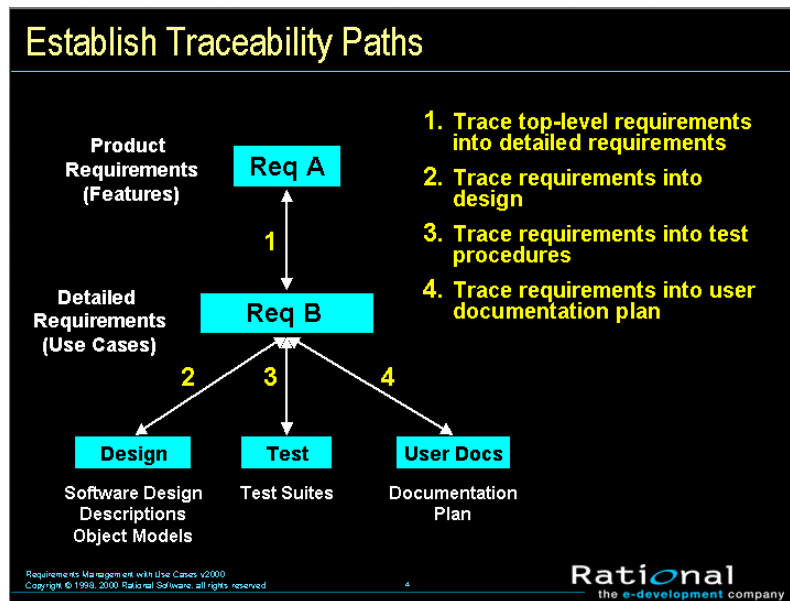 Establish Traceability Paths
Product
Requirements
(Features)
Req A
1
Detailed
Requirements
(Use Cases)
Req B
2
3
4
Design
Test
User Docs
Software Design
Descriptions
Object Models
Test Suites
Documentation
Plan
1. Trace top-level requirements
into detailed requirements
2. Trace requirements into
design
3. Trace requirements into test
procedures
4. Trace requirements into user
documentation plan
Requirements Management with Use Cases v2000
Copyright © 1998, 2000 Rational Software, all rights reserved
4
Rational
the e-development company